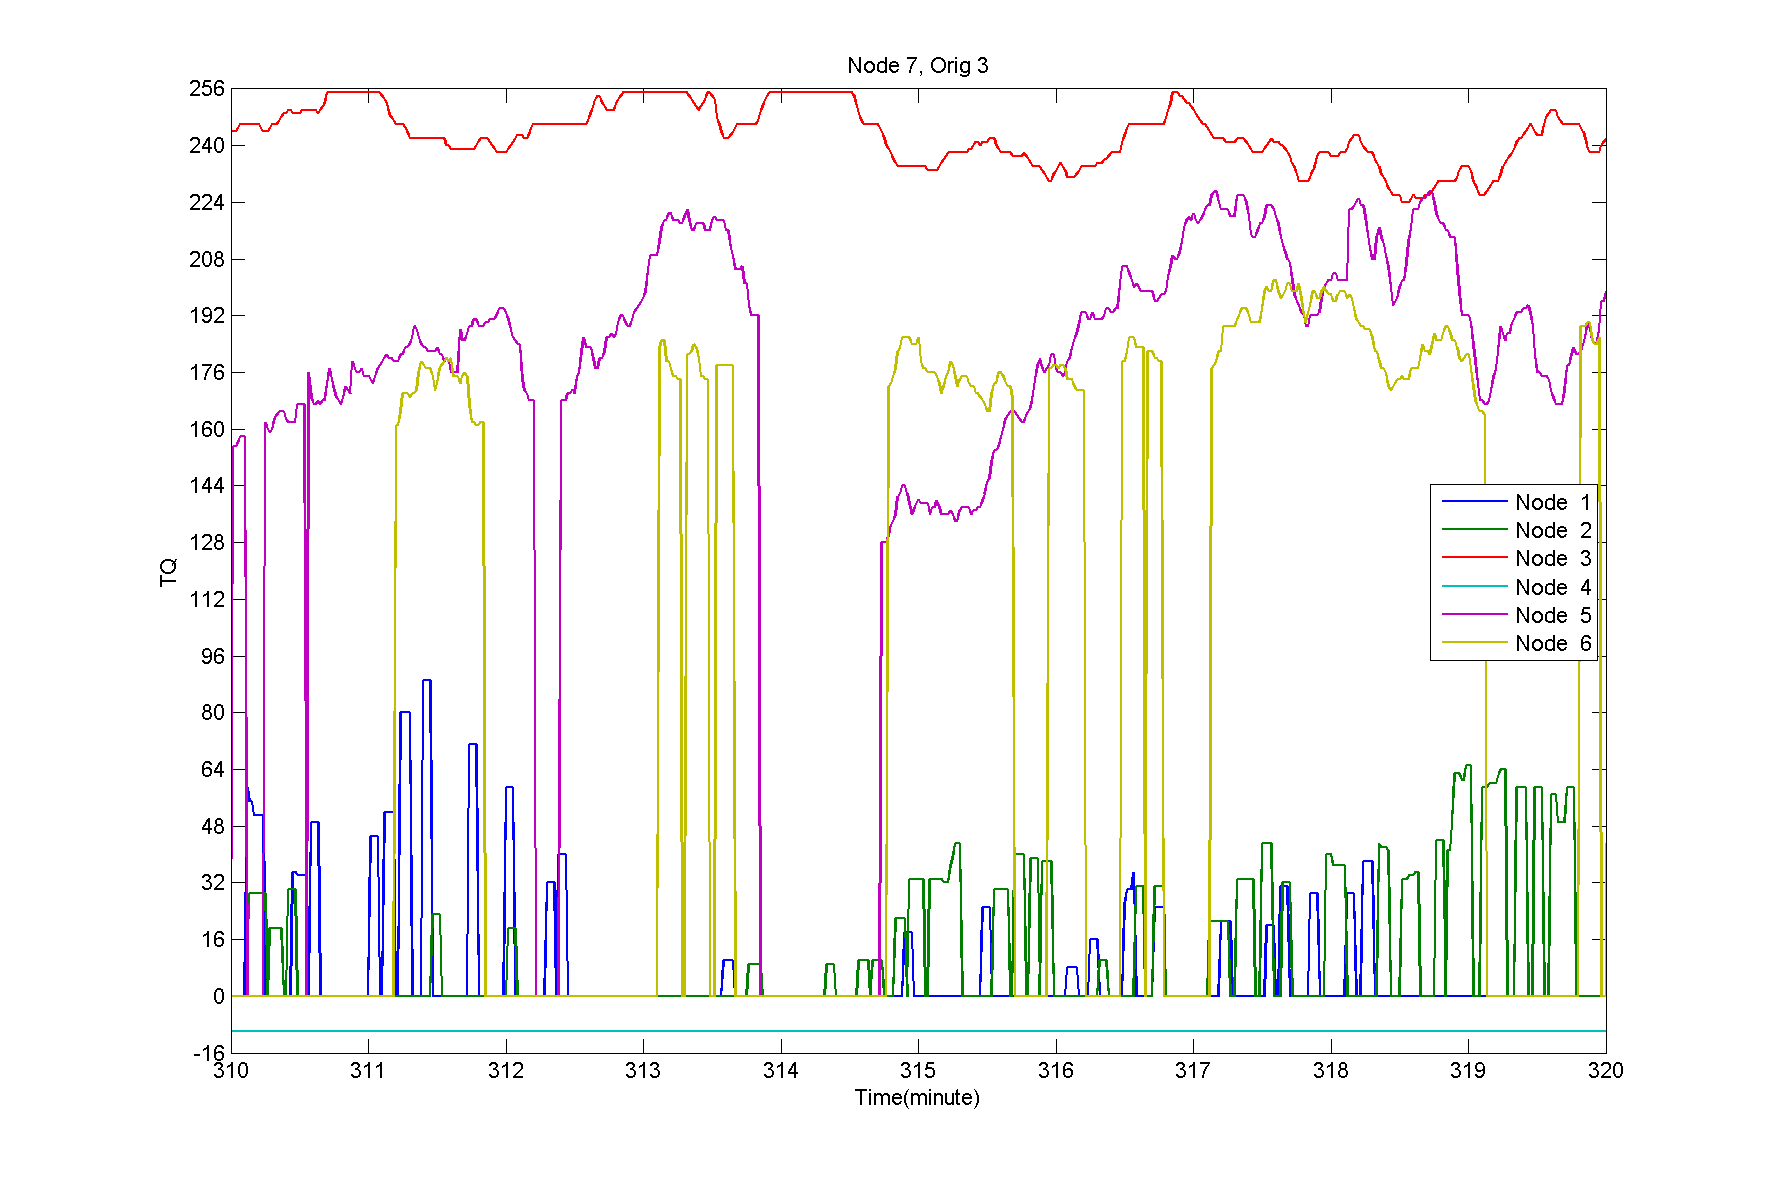 Node 7, Orig 3
256
240
224
208
192
176
160
144
128
112
96
80
64
48
32
16
0
-16
TQ
310 311 312 313 314 315 316 317 318 319 320
Time(minute)
Node 1
Node 2
Node 3
Node 4
Node 5
Node 6